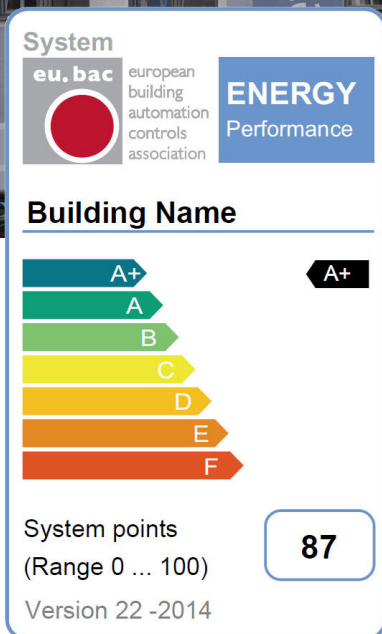 System
eu.bac
european
building
automation
controls
association
ENERGY
Performance
Building Name
A+
A+
A
B
C
D
E
F
System points
(Range 0 ... 100)
87
Version 22 -2014